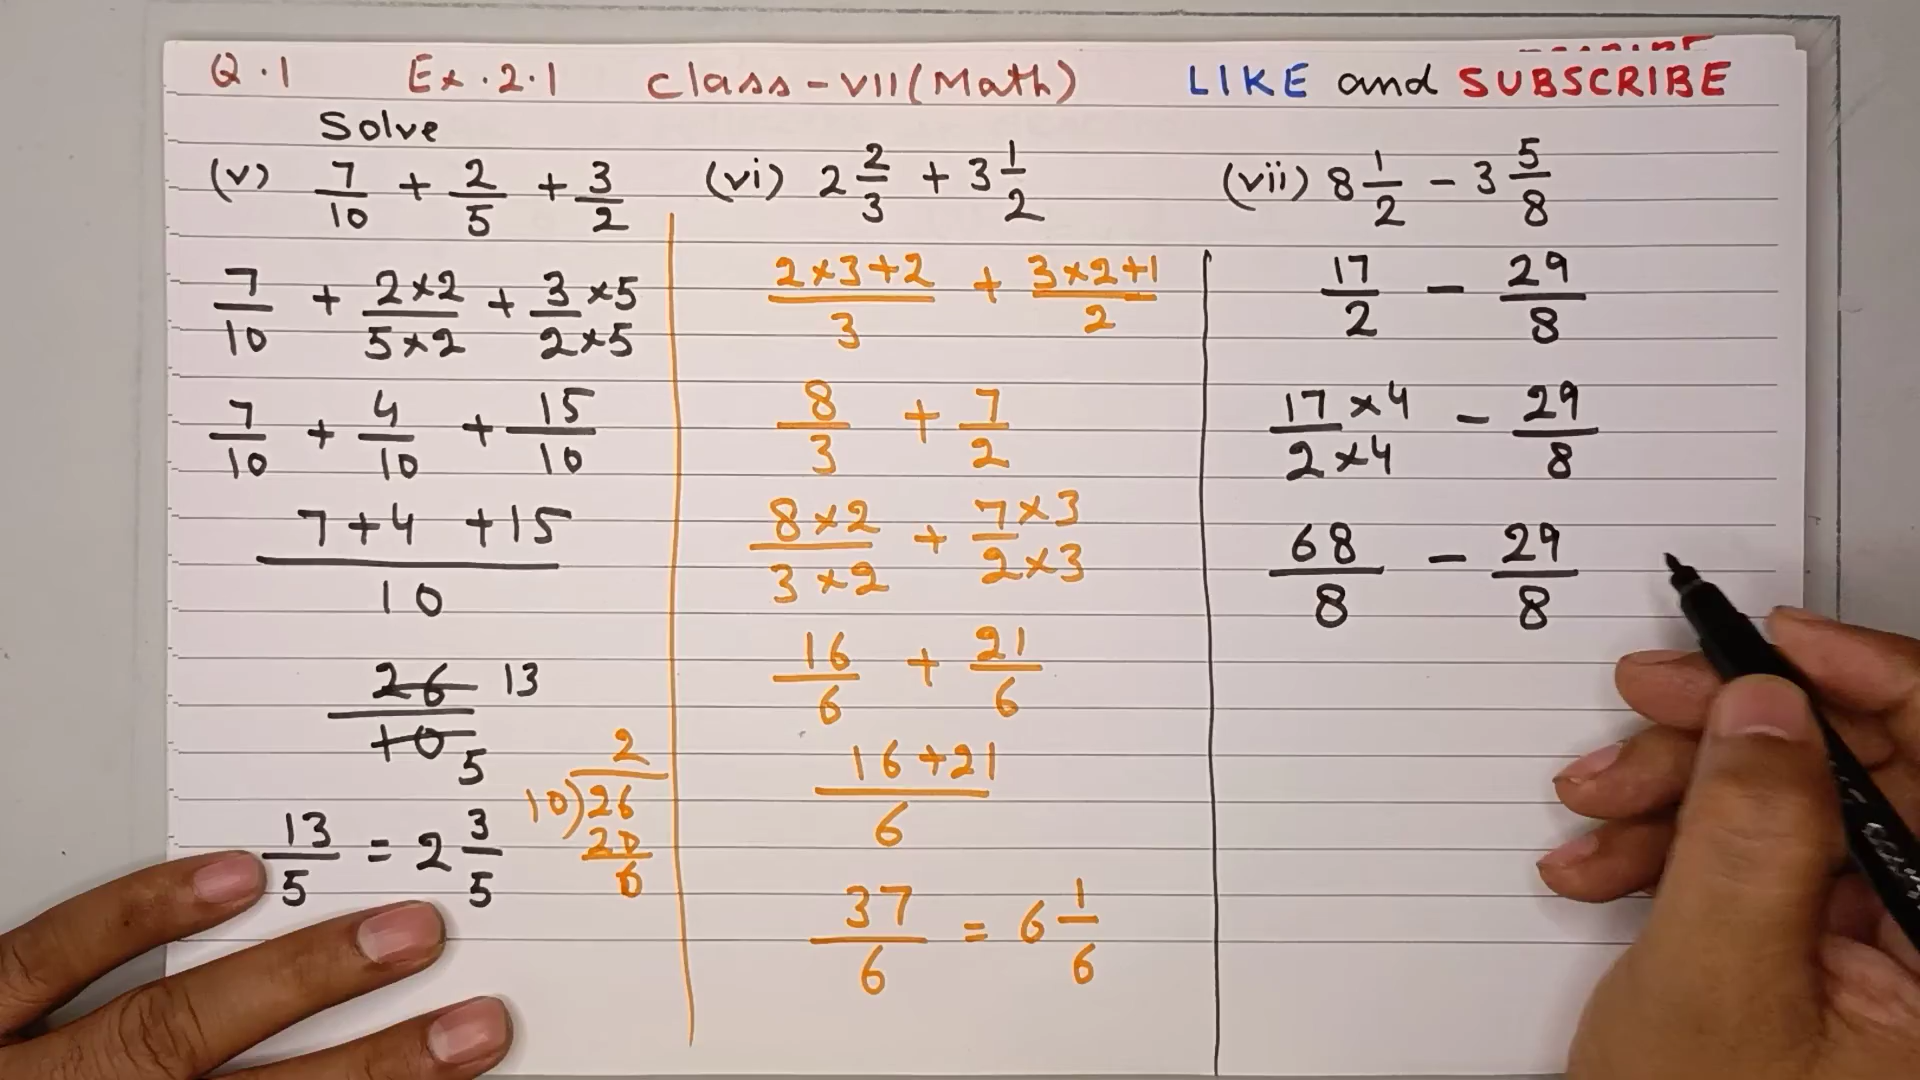 Q.1 Ex.2.1 Class-VII(Math) LIKE and SUBSCRIBE
Solve
(v) 7/10 + 2/5 + 3/2
7/10 + 2×2/5×2 + 3×5/2×5
7/10 + 4/10 + 15/10
7+4+15/10
26/10 13 5
13/5 = 2 3/5
2
10)26
20
6
(vi) 2 2/3 + 3 1/2
2×3+2/3 + 3×2+1/2
8/3 + 7/2
8×2/3×2 + 7×3/2×3
16/6 + 21/6
16+21/6
37/6 = 6 1/6
(vii) 8 1/2 - 3 5/8
17/2 - 29/8
17×4/2×4 - 29/8
68/8 - 29/8